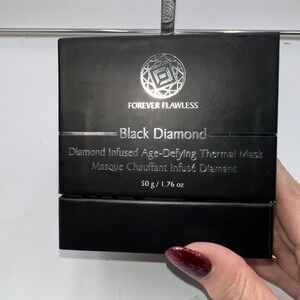 FOREVER FLAWLESS
Black Diamond
Diamond Infused Age-Defying Thermal Mask
Masque Chauffant Infusé Diamant
50 g / 1.76 oz